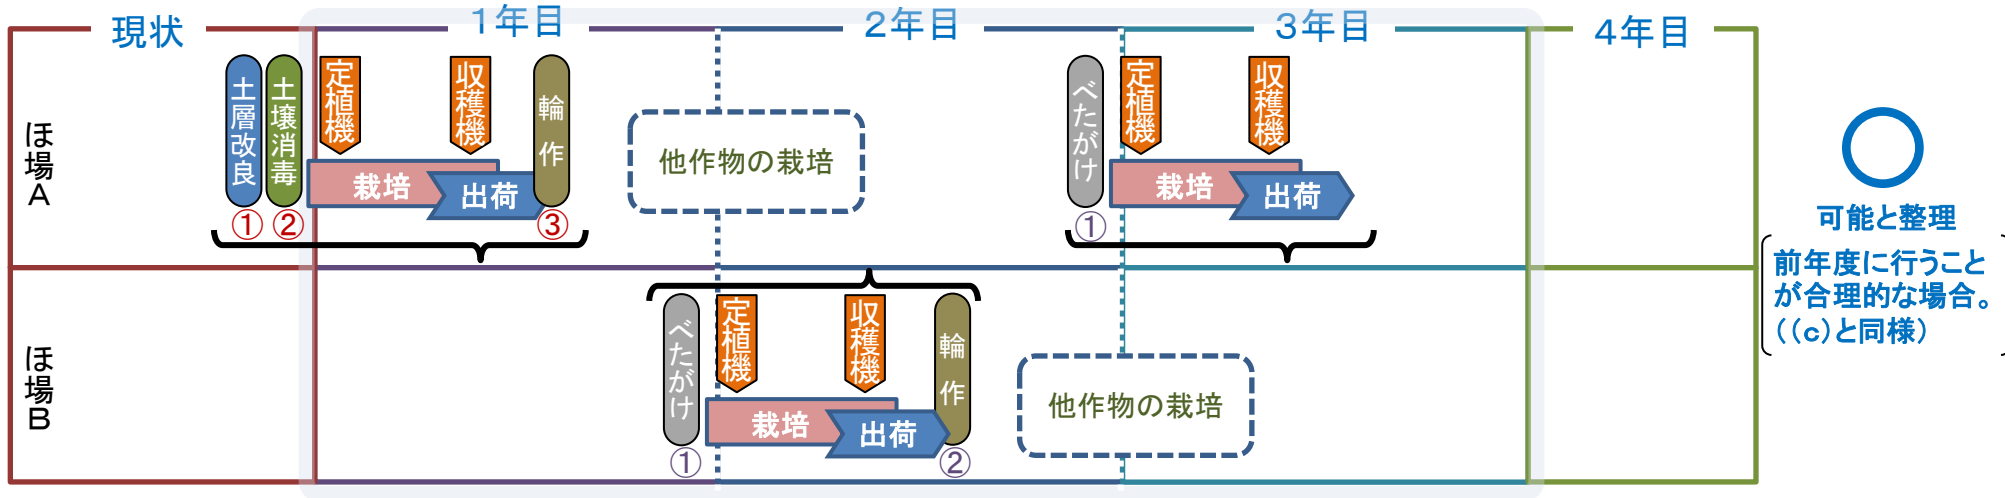 現状
1年目
2年目
3年目
4年目
ほ場A
土層改良
土壌消毒
定植機
収穫機
輪作
栽培
出荷
①
②
③
他作物の栽培
べたがけ
定植機
収穫機
栽培
出荷
①
ほ場B
べたがけ
定植機
収穫機
輪作
栽培
出荷
①
②
他作物の栽培
可能と整理
前年度に行うこと
が合理的な場合。
((c)と同様)